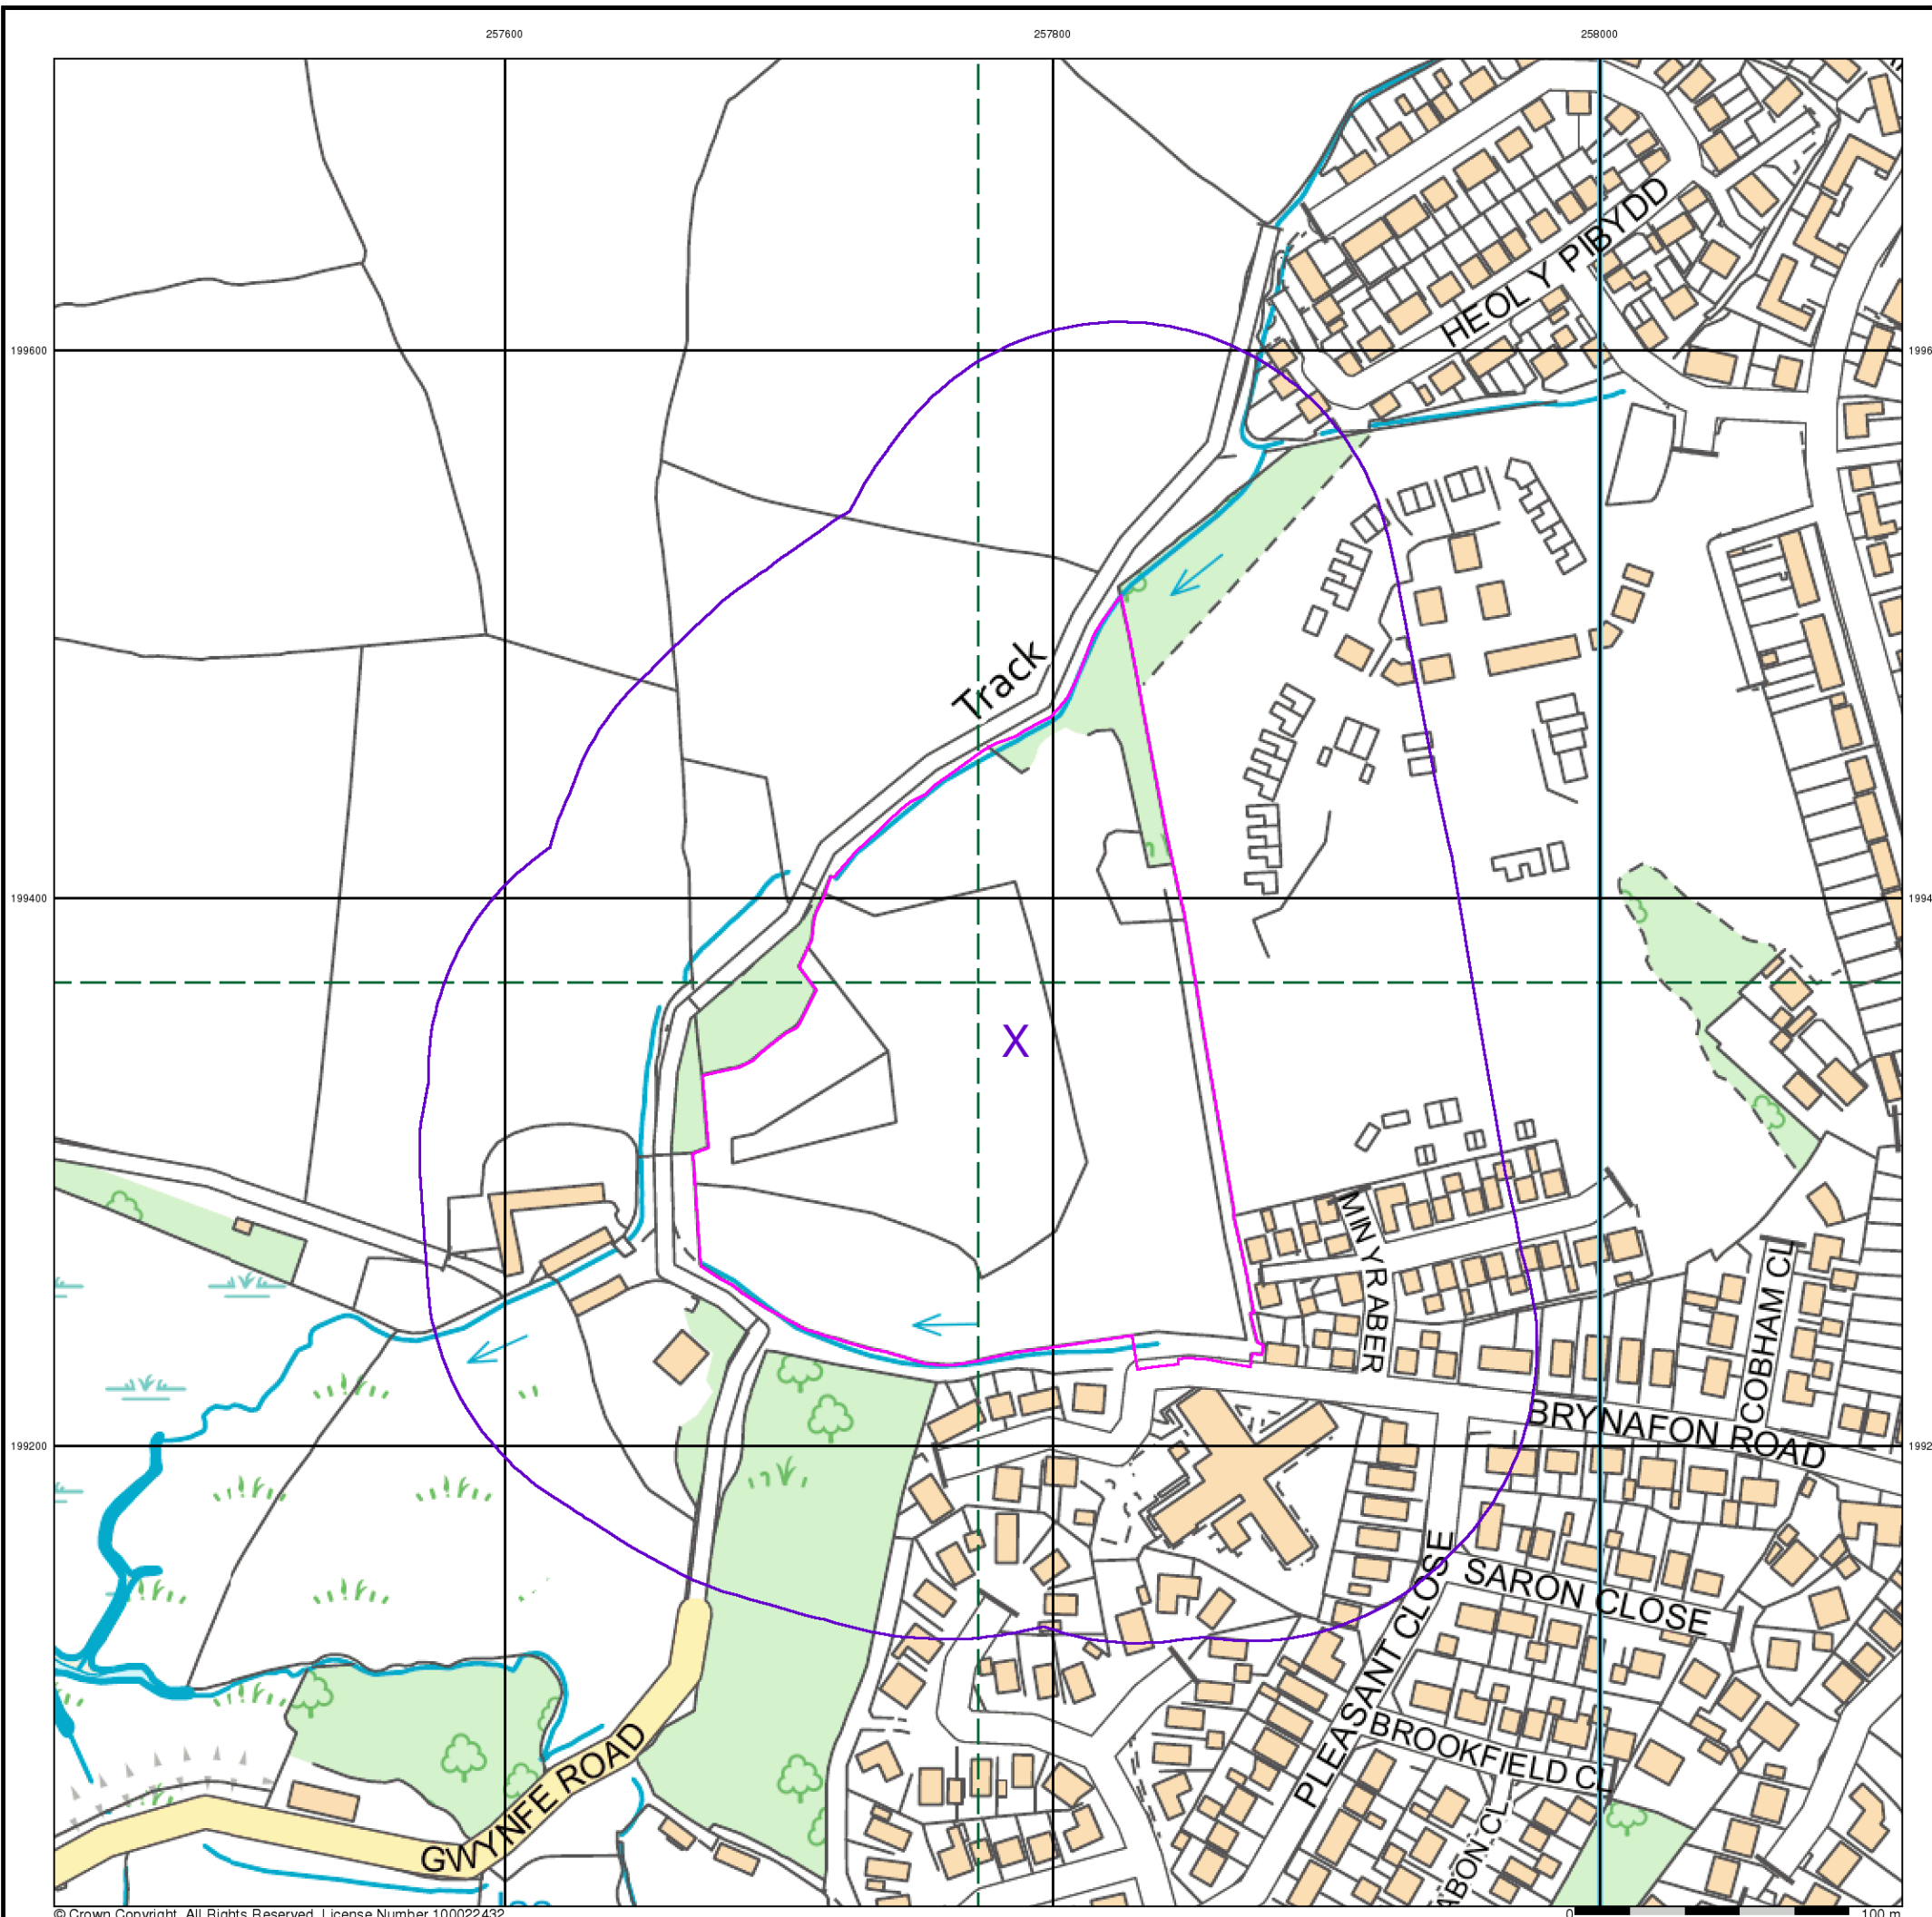 257600
257800
258000
HEOL Y PIBYDD
199600
Track
199400
X
MIN YR ABER
COBHAM CL
BRYNAFON ROAD
199200
SARON CLOSE
PLEASANT CLOSE
BROOKFIELD CL
GWYNFE ROAD
© Crown Copyright. All Rights Reserved. License Number 100022432
0
100 m